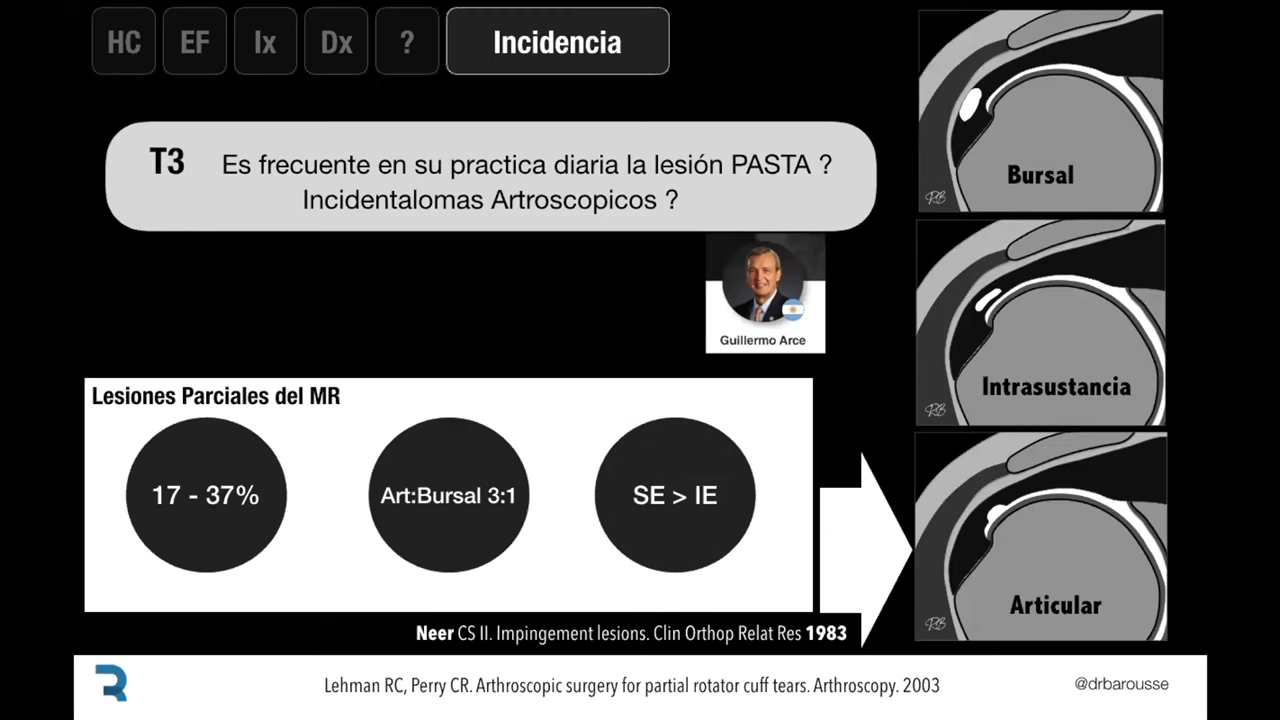 HC EF Ix Dx ? Incidencia
T3 Es frecuente en su practica diaria la lesión PASTA ?
Incidentalomas Artroscopicos ?
Guillermo Arce
Lesiones Parciales del MR
17 - 37%
Art:Bursal 3:1
SE > IE
Neer CS II. Impingement lesions. Clin Orthop Relat Res 1983
Bursal
RB
Intrasustancia
RB
Articular
RB
Lehman RC, Perry CR. Arthroscopic surgery for partial rotator cuff tears. Arthroscopy. 2003
@drbarousse